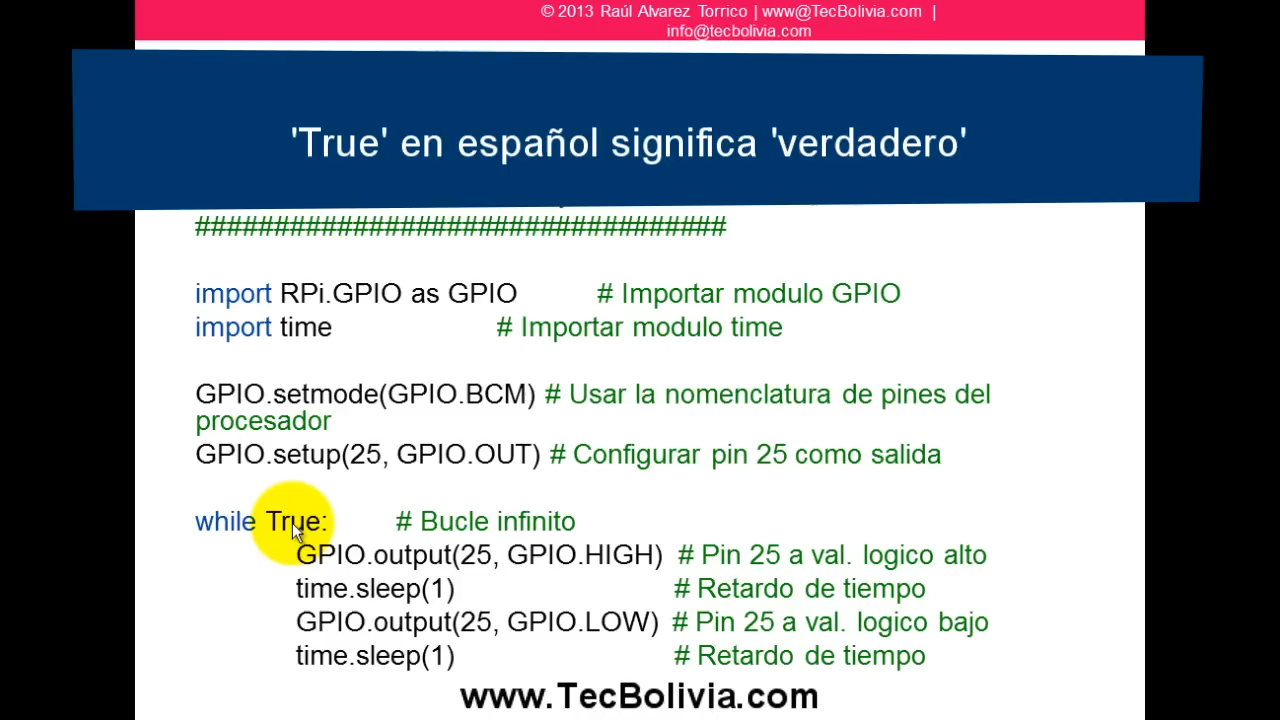 © 2013 Raúl Alvarez Torrico | www@TecBolivia.com |
info@tecbolivia.com
'True' en español significa 'verdadero'
##################################
import RPi.GPIO as GPIO # Importar modulo GPIO
import time # Importar modulo time
GPIO.setmode(GPIO.BCM) # Usar la nomenclatura de pines del
procesador
GPIO.setup(25, GPIO.OUT) # Configurar pin 25 como salida
while True: # Bucle infinito
GPIO.output(25, GPIO.HIGH) # Pin 25 a val. logico alto
time.sleep(1) # Retardo de tiempo
GPIO.output(25, GPIO.LOW) # Pin 25 a val. logico bajo
time.sleep(1) # Retardo de tiempo
www.TecBolivia.com